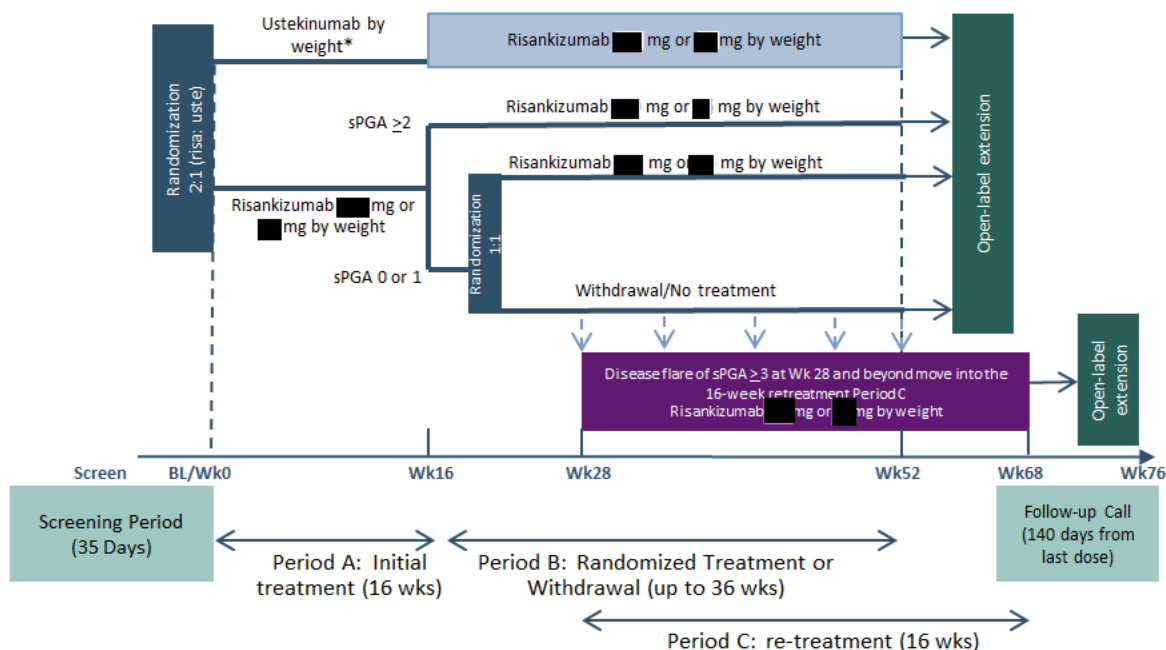 Ustekinumab by
weight*
Risankizumab mg or mg by weight
Randomization
2:1 (risa: uste)
Risankizumab mg or mg by weight
sPGA ≥2
Risankizumab mg or mg by weight
Risankizumab mg or
mg by weight
Randomization
1:1
sPGA 0 or 1
Withdrawal/No treatment
Open-label extension
Disease flare of sPGA ≥3 at Wk 28 and beyond move into the
16-week retreatment Period C
Risankizumab mg or mg by weight
Open-label
extension
Screen BL/Wk0 Wk16 Wk28 Wk52 Wk68 Wk76
Screening Period
(35 Days)
Period A: Initial
treatment (16 wks)
Period B: Randomized Treatment or
Withdrawal (up to 36 wks)
Follow-up Call
(140 days from
last dose)
Period C: re-treatment (16 wks)